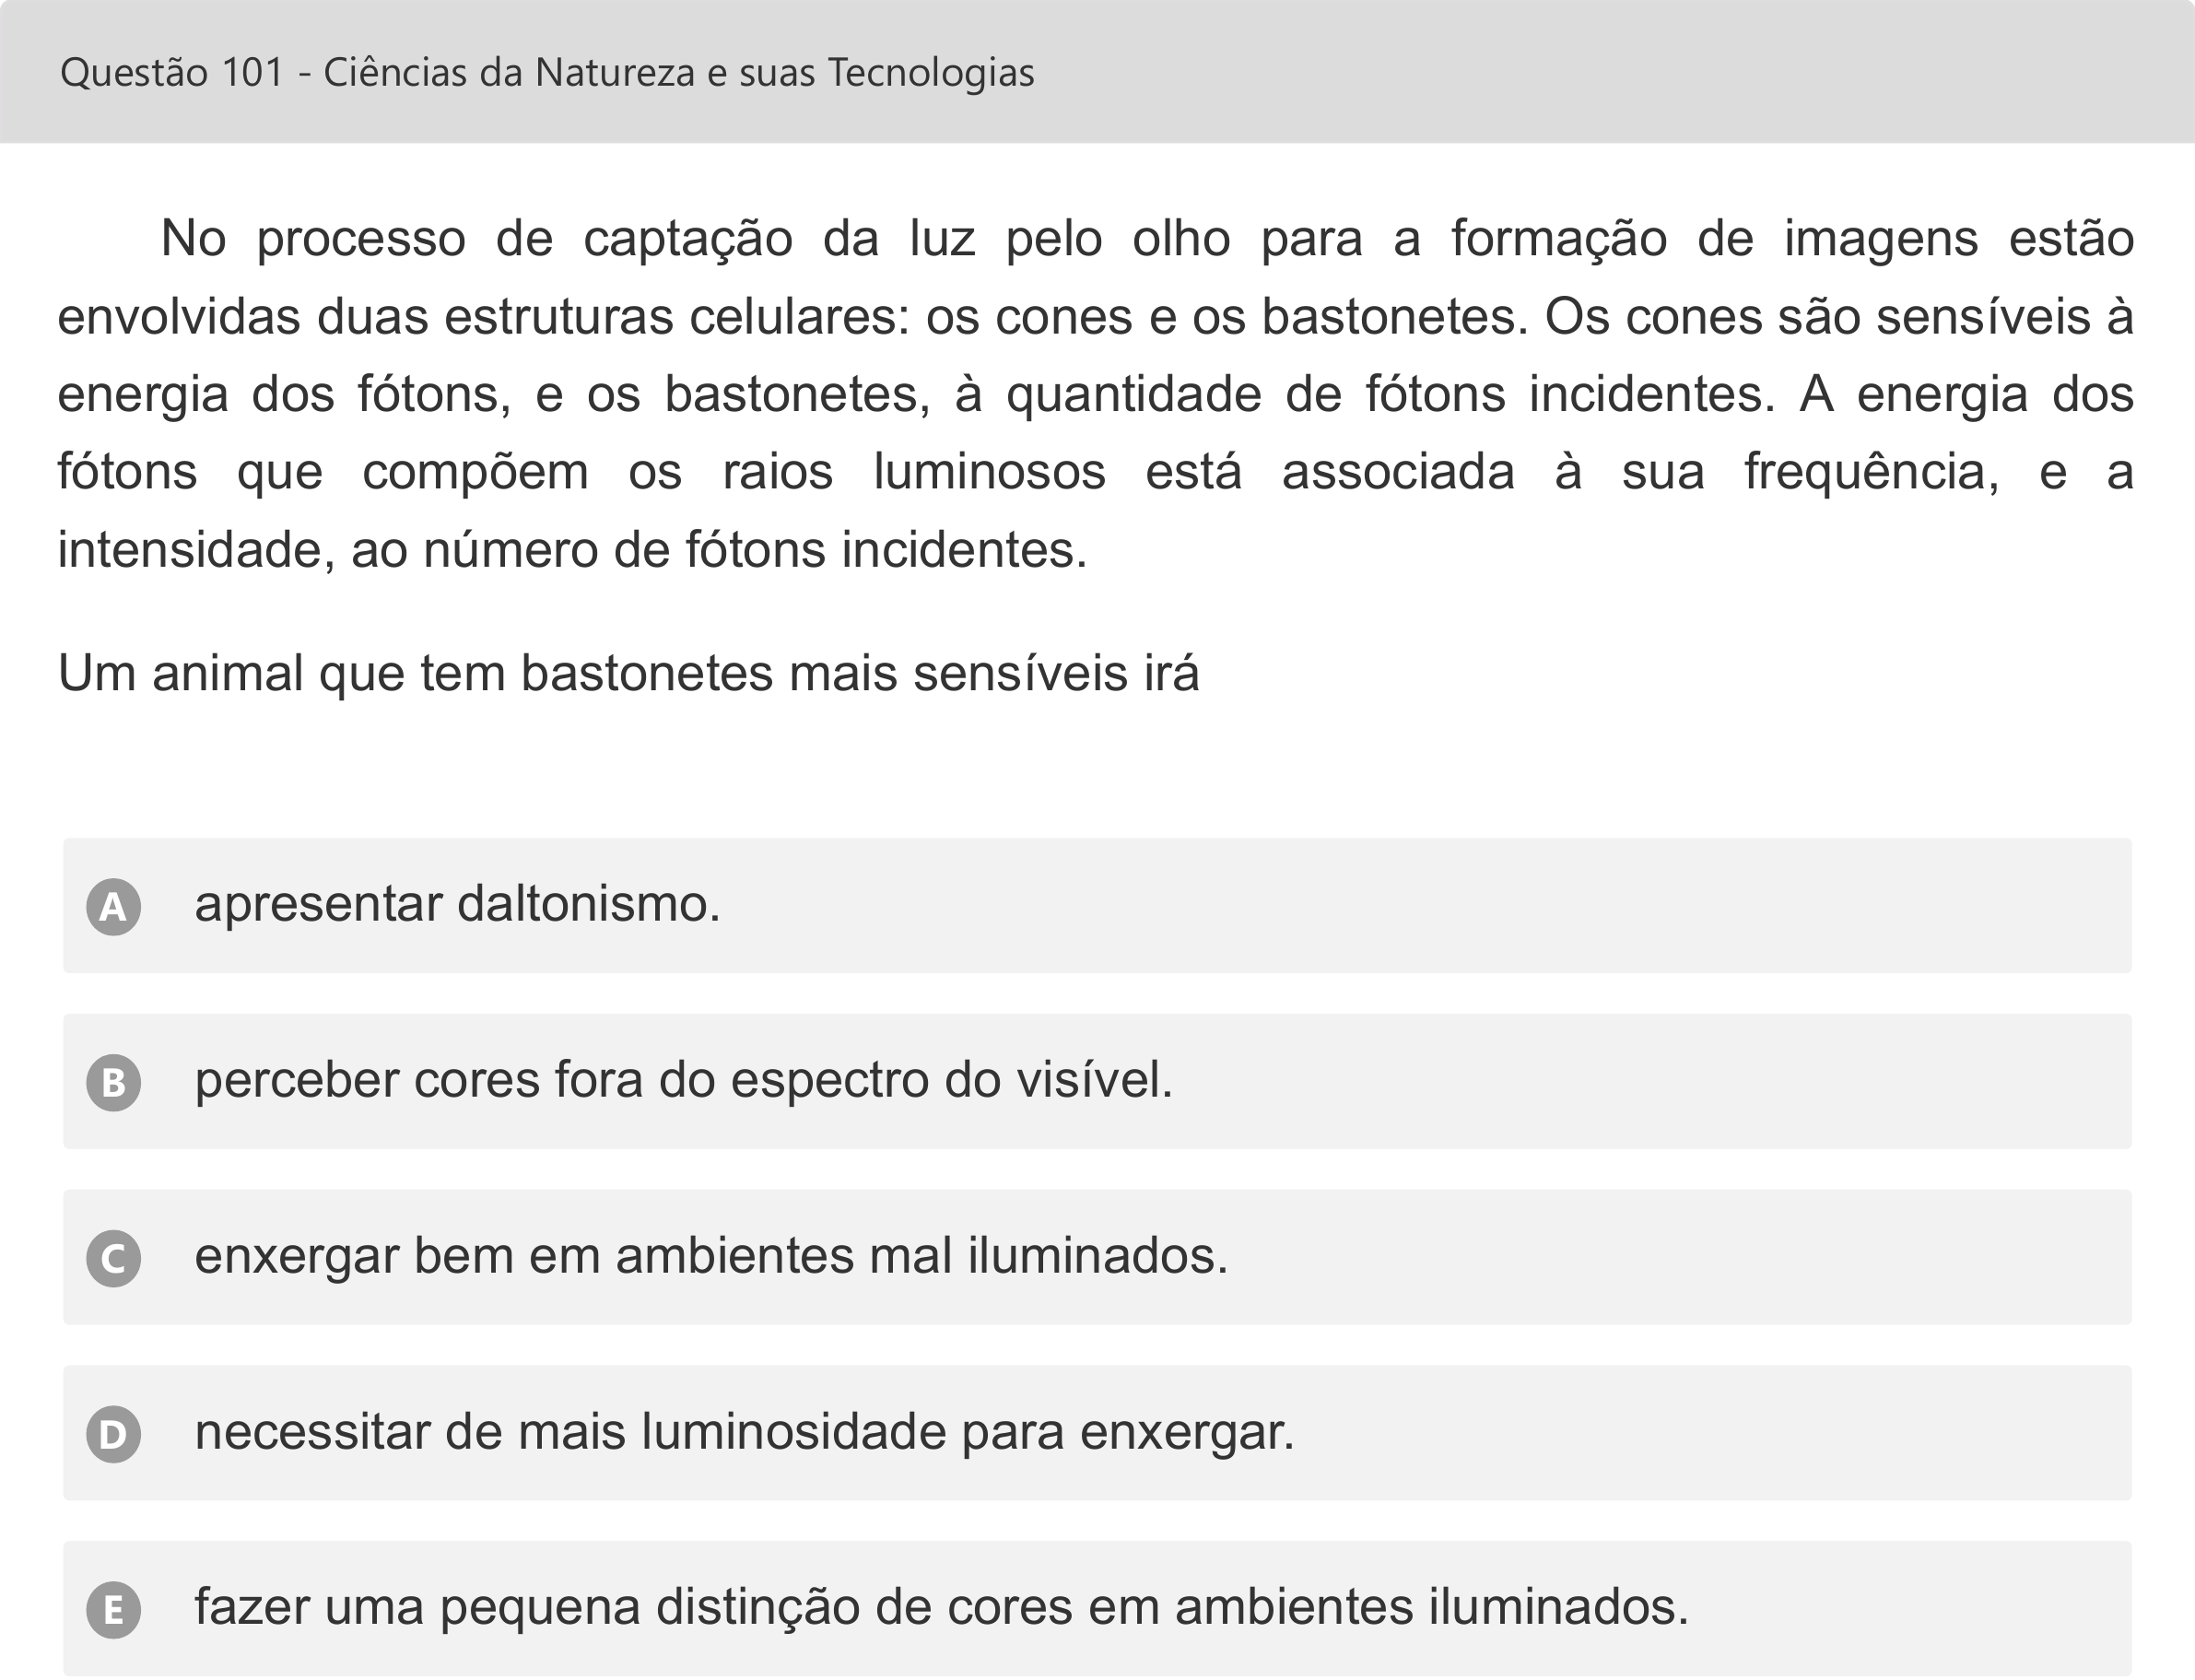 Questão 101 - Ciências da Natureza e suas Tecnologias
No processo de captação da luz pelo olho para a formação de imagens estão
envolvidas duas estruturas celulares: os cones e os bastonetes. Os cones são sensíveis à
energia dos fótons, e os bastonetes, à quantidade de fótons incidentes. A energia dos
fótons que compõem os raios luminosos está associada à sua frequência, e a
intensidade, ao número de fótons incidentes.
Um animal que tem bastonetes mais sensíveis irá
A apresentar daltonismo.
B perceber cores fora do espectro do visível.
C enxergar bem em ambientes mal iluminados.
D necessitar de mais luminosidade para enxergar.
E fazer uma pequena distinção de cores em ambientes iluminados.